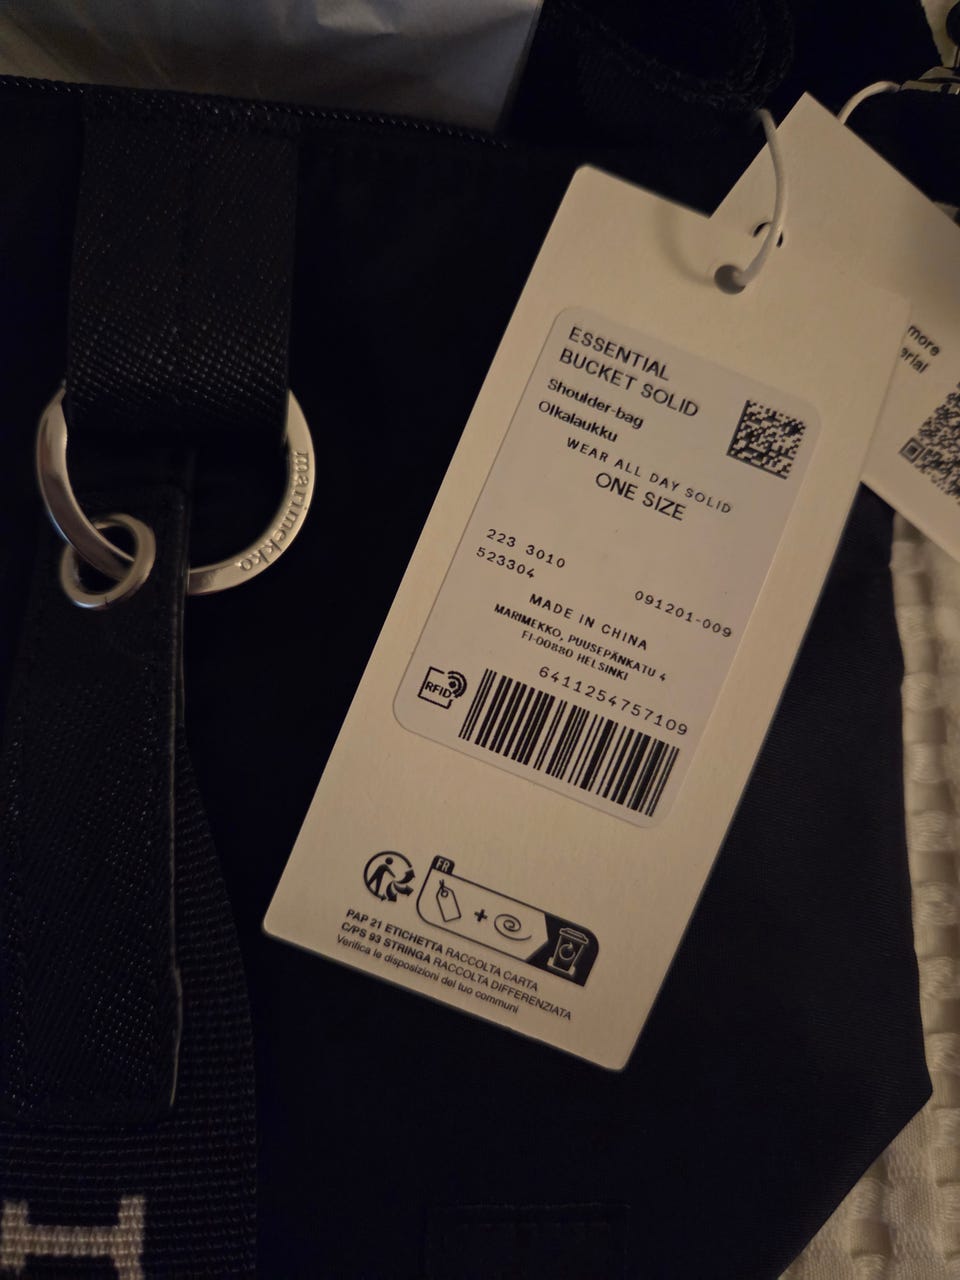 marimekko
ESSENTIAL
BUCKET SOLID
Shoulder-bag
Olkalaukku
WEAR ALL DAY SOLID
ONE SIZE
223 3010
523304
091201-009
MADE IN CHINA
MARIMEKKO, PUUSEPÄNKATU 4
FI-00880 HELSINKI
6411254757109
RFID
FR
PAP 21 ETICHETTA RACCOLTA CARTA
C/PS 93 STRINGA RACCOLTA DIFFERENZIATA
Verifica le disposizioni del tuo communi
more
erial
H